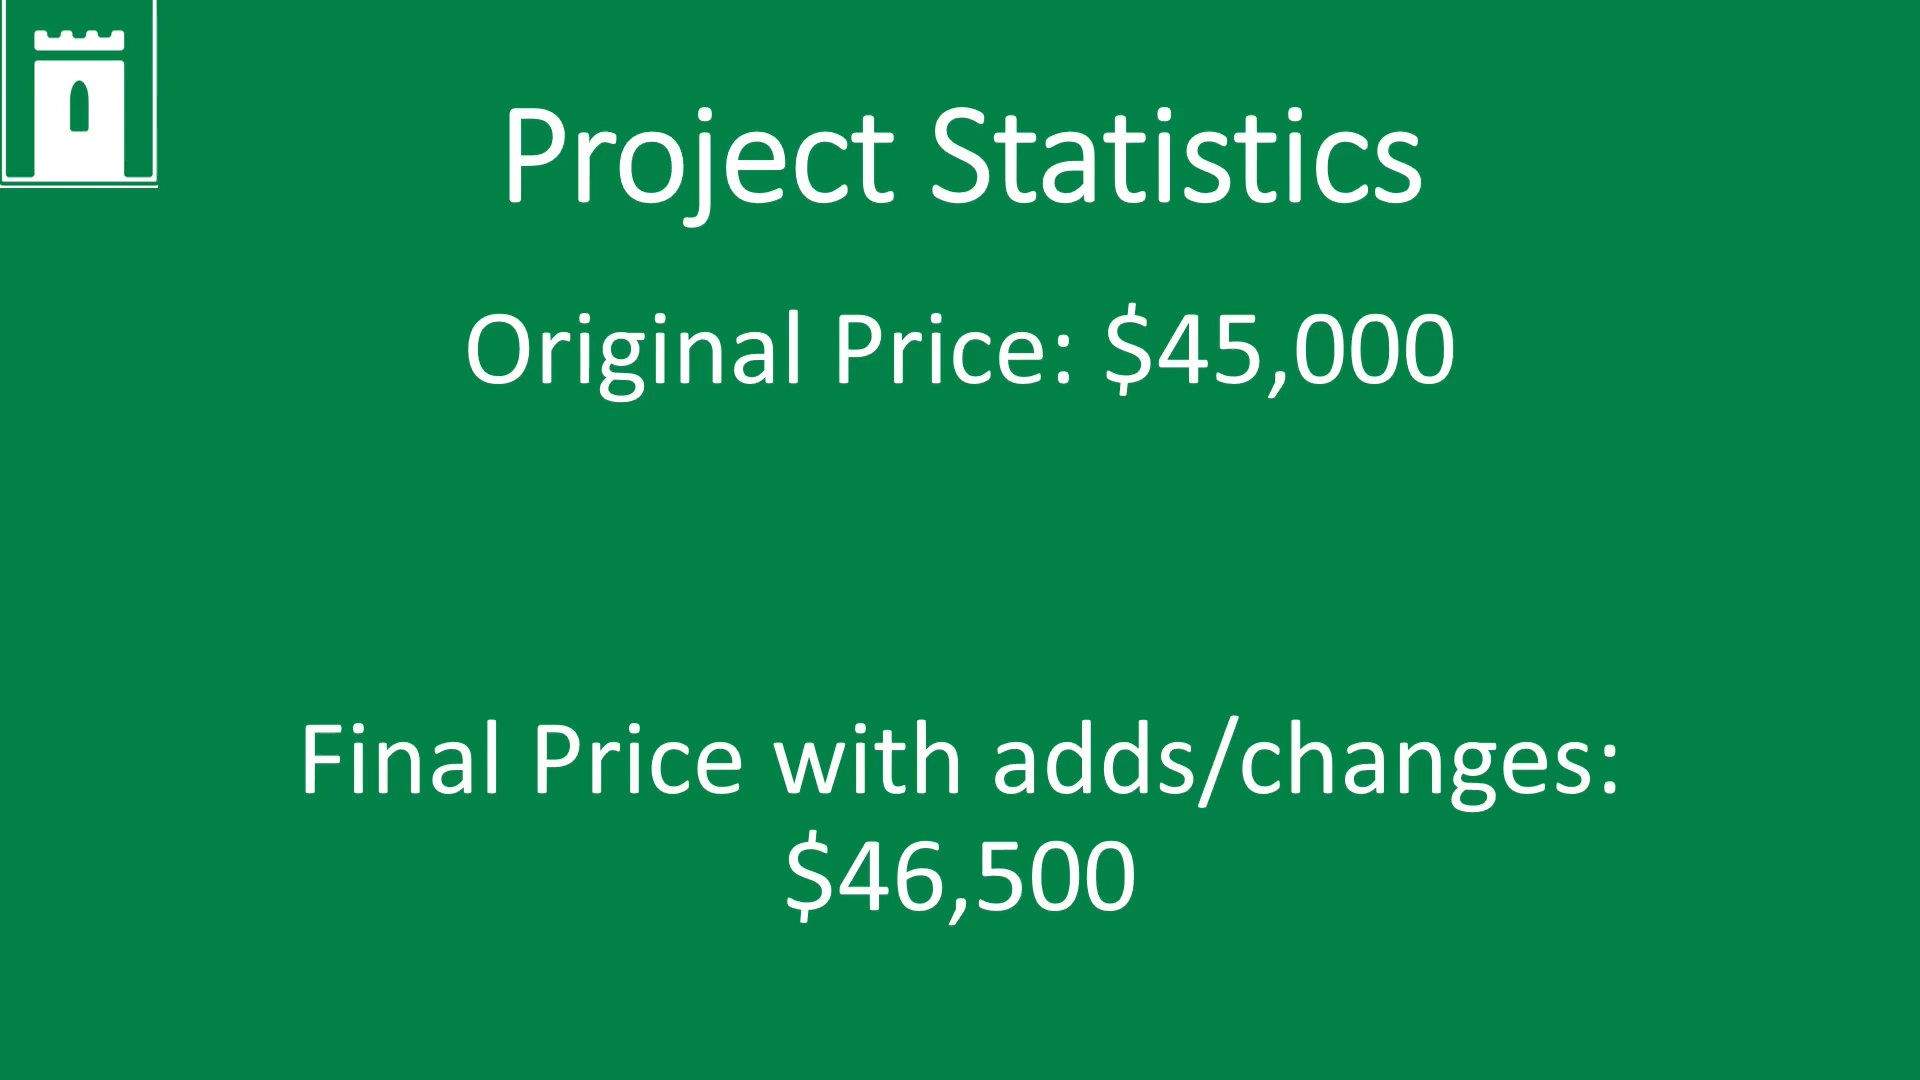 Project Statistics
Original Price: $45,000
Final Price with adds/changes:
$46,500